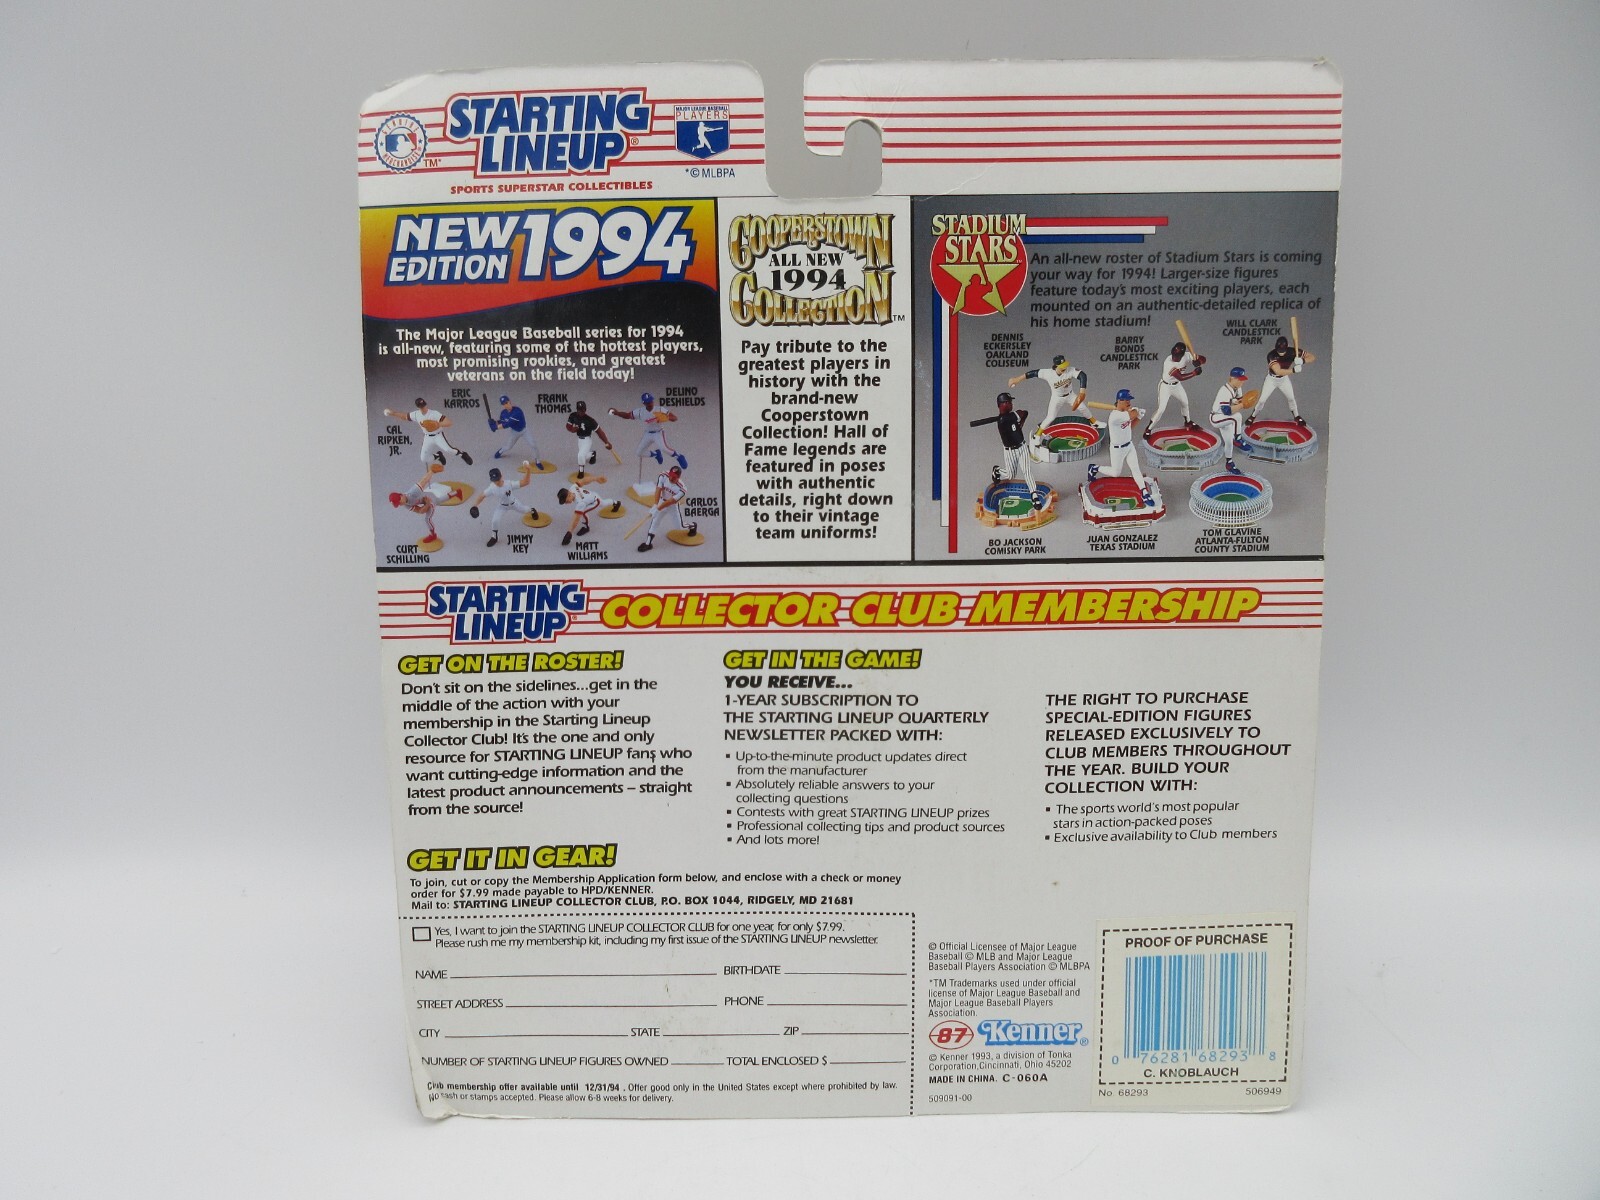 GENUINE
MERCHANDISE
TM*
STARTING
LINEUP®
SPORTS SUPERSTAR COLLECTIBLES
MAJOR LEAGUE BASEBALL
PLAYERS
*© MLBPA
NEW
EDITION 1994
The Major League Baseball series for 1994
is all-new, featuring some of the hottest players,
most promising rookies, and greatest
veterans on the field today!
ERIC
KARROS
FRANK
THOMAS
DELINO
DESHIELDS
CAL
RIPKEN,
JR.
CARLOS
BAERGA
CURT
SCHILLING
JIMMY
KEY
MATT
WILLIAMS
COOPERSTOWN
ALL NEW
1994
COLLECTION™
Pay tribute to the
greatest players in
history with the
brand-new
Cooperstown
Collection! Hall of
Fame legends are
featured in poses
with authentic
details, right down
to their vintage
team uniforms!
STADIUM
STARS
An all-new roster of Stadium Stars is coming
your way for 1994! Larger-size figures
feature today's most exciting players, each
mounted on an authentic-detailed replica of
his home stadium!
DENNIS
ECKERSLEY
OAKLAND
COLISEUM
BARRY
BONDS
CANDLESTICK
PARK
WILL CLARK
CANDLESTICK
PARK
BO JACKSON
COMISKY PARK
JUAN GONZALEZ
TEXAS STADIUM
TOM GLAVINE
ATLANTA-FULTON
COUNTY STADIUM
STARTING
LINEUP® COLLECTOR CLUB MEMBERSHIP
GET ON THE ROSTER!
Don't sit on the sidelines...get in the
middle of the action with your
membership in the Starting Lineup
Collector Club! It's the one and only
resource for STARTING LINEUP fans who
want cutting-edge information and the
latest product announcements – straight
from the source!
GET IN THE GAME!
YOU RECEIVE...
1-YEAR SUBSCRIPTION TO
THE STARTING LINEUP QUARTERLY
NEWSLETTER PACKED WITH:
▪ Up-to-the-minute product updates direct
from the manufacturer
▪ Absolutely reliable answers to your
collecting questions
▪ Contests with great STARTING LINEUP prizes
▪ Professional collecting tips and product sources
▪ And lots more!
THE RIGHT TO PURCHASE
SPECIAL-EDITION FIGURES
RELEASED EXCLUSIVELY TO
CLUB MEMBERS THROUGHOUT
THE YEAR. BUILD YOUR
COLLECTION WITH:
▪ The sports world's most popular
stars in action-packed poses
▪ Exclusive availability to Club members
GET IT IN GEAR!
To join, cut or copy the Membership Application form below, and enclose with a check or money
order for $7.99 made payable to HPD/KENNER.
Mail to: STARTING LINEUP COLLECTOR CLUB, P.O. BOX 1044, RIDGELY, MD 21681
Yes, I want to join the STARTING LINEUP COLLECTOR CLUB for one year, for only $7.99.
Please rush me my membership kit, including my first issue of the STARTING LINEUP newsletter.
NAME BIRTHDATE
STREET ADDRESS PHONE
CITY STATE ZIP
NUMBER OF STARTING LINEUP FIGURES OWNED TOTAL ENCLOSED $
Club membership offer available until 12/31/94 . Offer good only in the United States except where prohibited by law.
No cash or stamps accepted. Please allow 6-8 weeks for delivery.
© Official Licensee of Major League
Baseball © MLB and Major League
Baseball Players Association © MLBPA
*TM Trademarks used under official
license of Major League Baseball and
Major League Baseball Players
Association.
87 Kenner®
© Kenner 1993, a division of Tonka
Corporation, Cincinnati, Ohio 45202
MADE IN CHINA. C-060A
509091-00
PROOF OF PURCHASE
0 76281 68293 8
C. KNOBLAUCH
No. 68293 506949